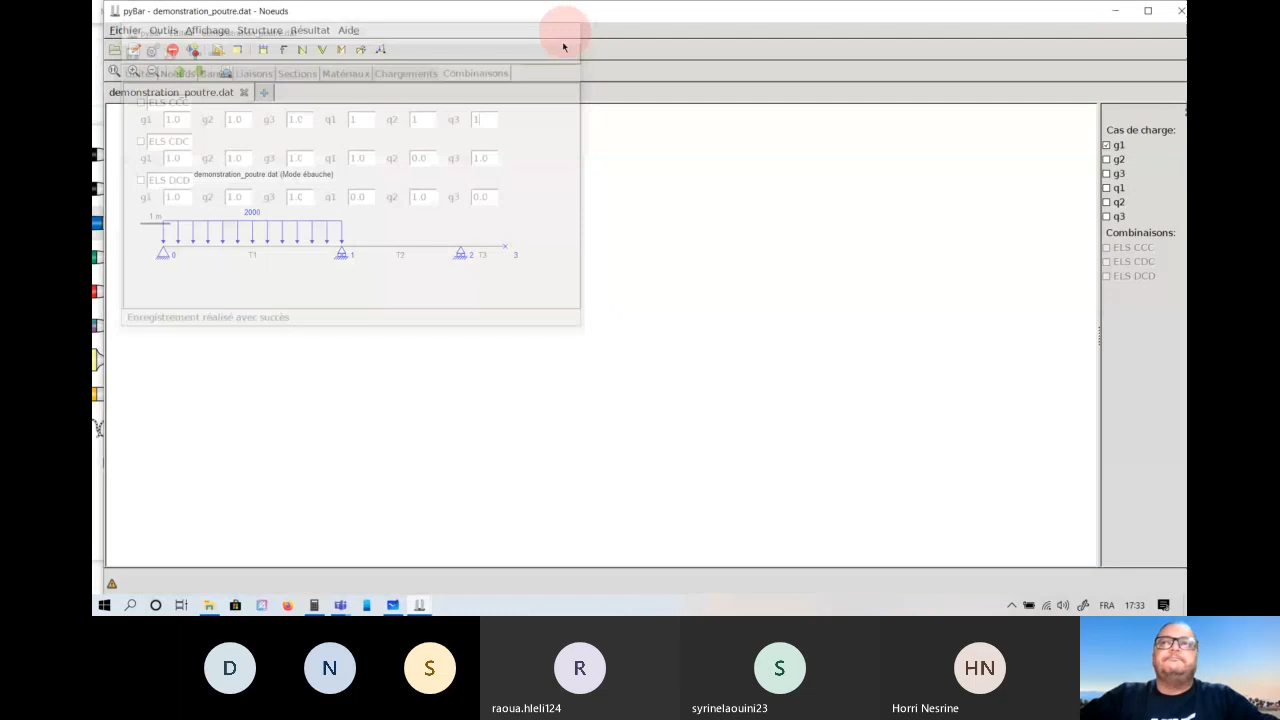 pyBar - demonstration_poutre.dat - Noeuds
Fichier Outils Affichage Structure Résultat Aide
Noeuds Barres Liaisons Sections Matériaux Chargements Combinaisons
demonstration_poutre.dat
ELS CCC
g1 1.0 g2 1.0 g3 1.0 q1 1 q2 1 q3 1
ELS CDC
g1 1.0 g2 1.0 g3 1.0 q1 1.0 q2 0.0 q3 1.0
ELS DCD
demonstration_poutre.dat (Mode ébauche)
g1 1.0 g2 1.0 g3 1.0 q1 0.0 q2 1.0 q3 0.0
2000
1 m
0 T1 1 T2 2 T3 3
Enregistrement réalisé avec succès
Cas de charge:
g1
g2
g3
q1
q2
q3
Combinaisons:
ELS CCC
ELS CDC
ELS DCD
FRA 17:33
D N S R S HN
raoua.hleli124 syrinelaouini23 Horri Nesrine